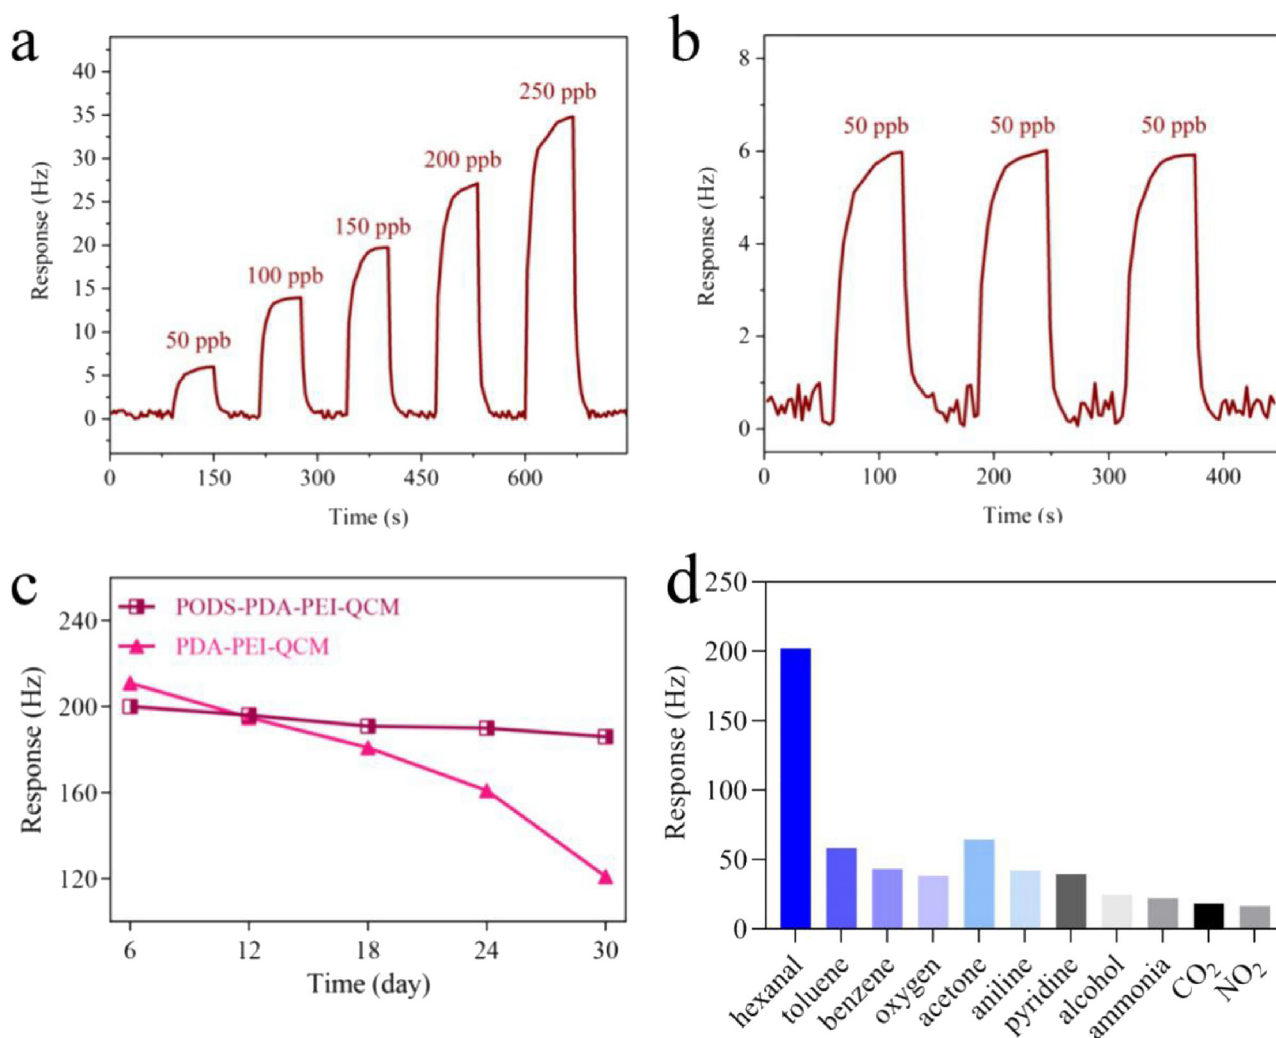 a
40
35
30
25
20
15
10
5
0
Response (Hz)
50 ppb
100 ppb
150 ppb
200 ppb
250 ppb
0 150 300 450 600
Time (s)
b
8
6
4
2
0
Response (Hz)
50 ppb 50 ppb 50 ppb
0 100 200 300 400
Time (s)
c
PODS-PDA-PEI-QCM
PDA-PEI-QCM
240
200
160
120
Response (Hz)
6 12 18 24 30
Time (day)
d
250
200
150
100
50
0
Response (Hz)
hexanal
toluene
benzene
oxygen
acetone
aniline
pyridine
alcohol
ammonia
CO₂
NO₂